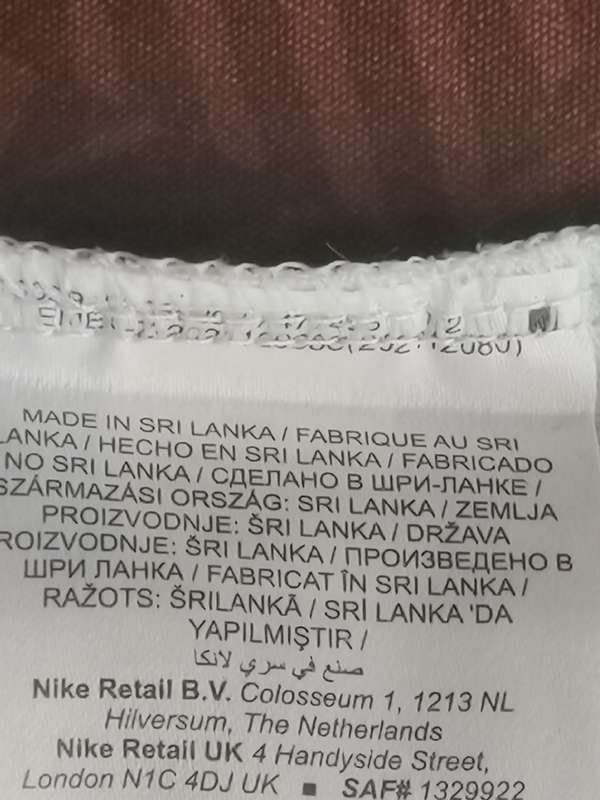 MADE IN SRI LANKA / FABRIQUE AU SRI
LANKA / HECHO EN SRI LANKA / FABRICADO
NO SRI LANKA / СДЕЛАНО В ШРИ-ЛАНКЕ /
SZÁRMAZÁSI ORSZÁG: SRI LANKA / ZEMLJA
PROIZVODNJE: ŠRI LANKA / DRŽAVA
PROIZVODNJE: ŠRI LANKA / ПРОИЗВЕДЕНО В
ШРИ ЛАНКА / FABRICAT ÎN SRI LANKA /
RAŽOTS: ŠRILANKĀ / SRİ LANKA 'DA
YAPILMIŞTIR /
صنع في سري لانكا
Nike Retail B.V. Colosseum 1, 1213 NL
Hilversum, The Netherlands
Nike Retail UK 4 Handyside Street,
London N1C 4DJ UK ■ SAF# 1329922